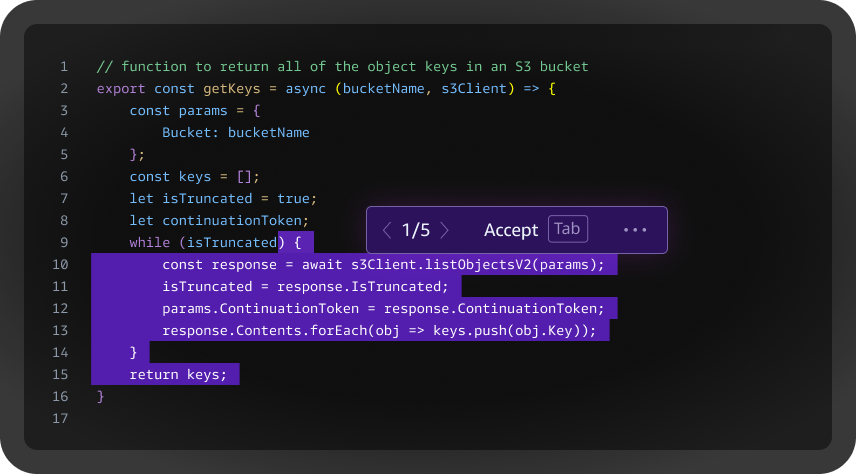 1 // function to return all of the object keys in an S3 bucket
2 export const getKeys = async (bucketName, s3Client) => {
3 const params = {
4 Bucket: bucketName
5 };
6 const keys = [];
7 let isTruncated = true;
8 let continuationToken;
1/5 Accept Tab ...
9 while (isTruncated) {
10 const response = await s3Client.listObjectsV2(params);
11 isTruncated = response.IsTruncated;
12 params.ContinuationToken = response.ContinuationToken;
13 response.Contents.forEach(obj => keys.push(obj.Key));
14 }
15 return keys;
16 }
17